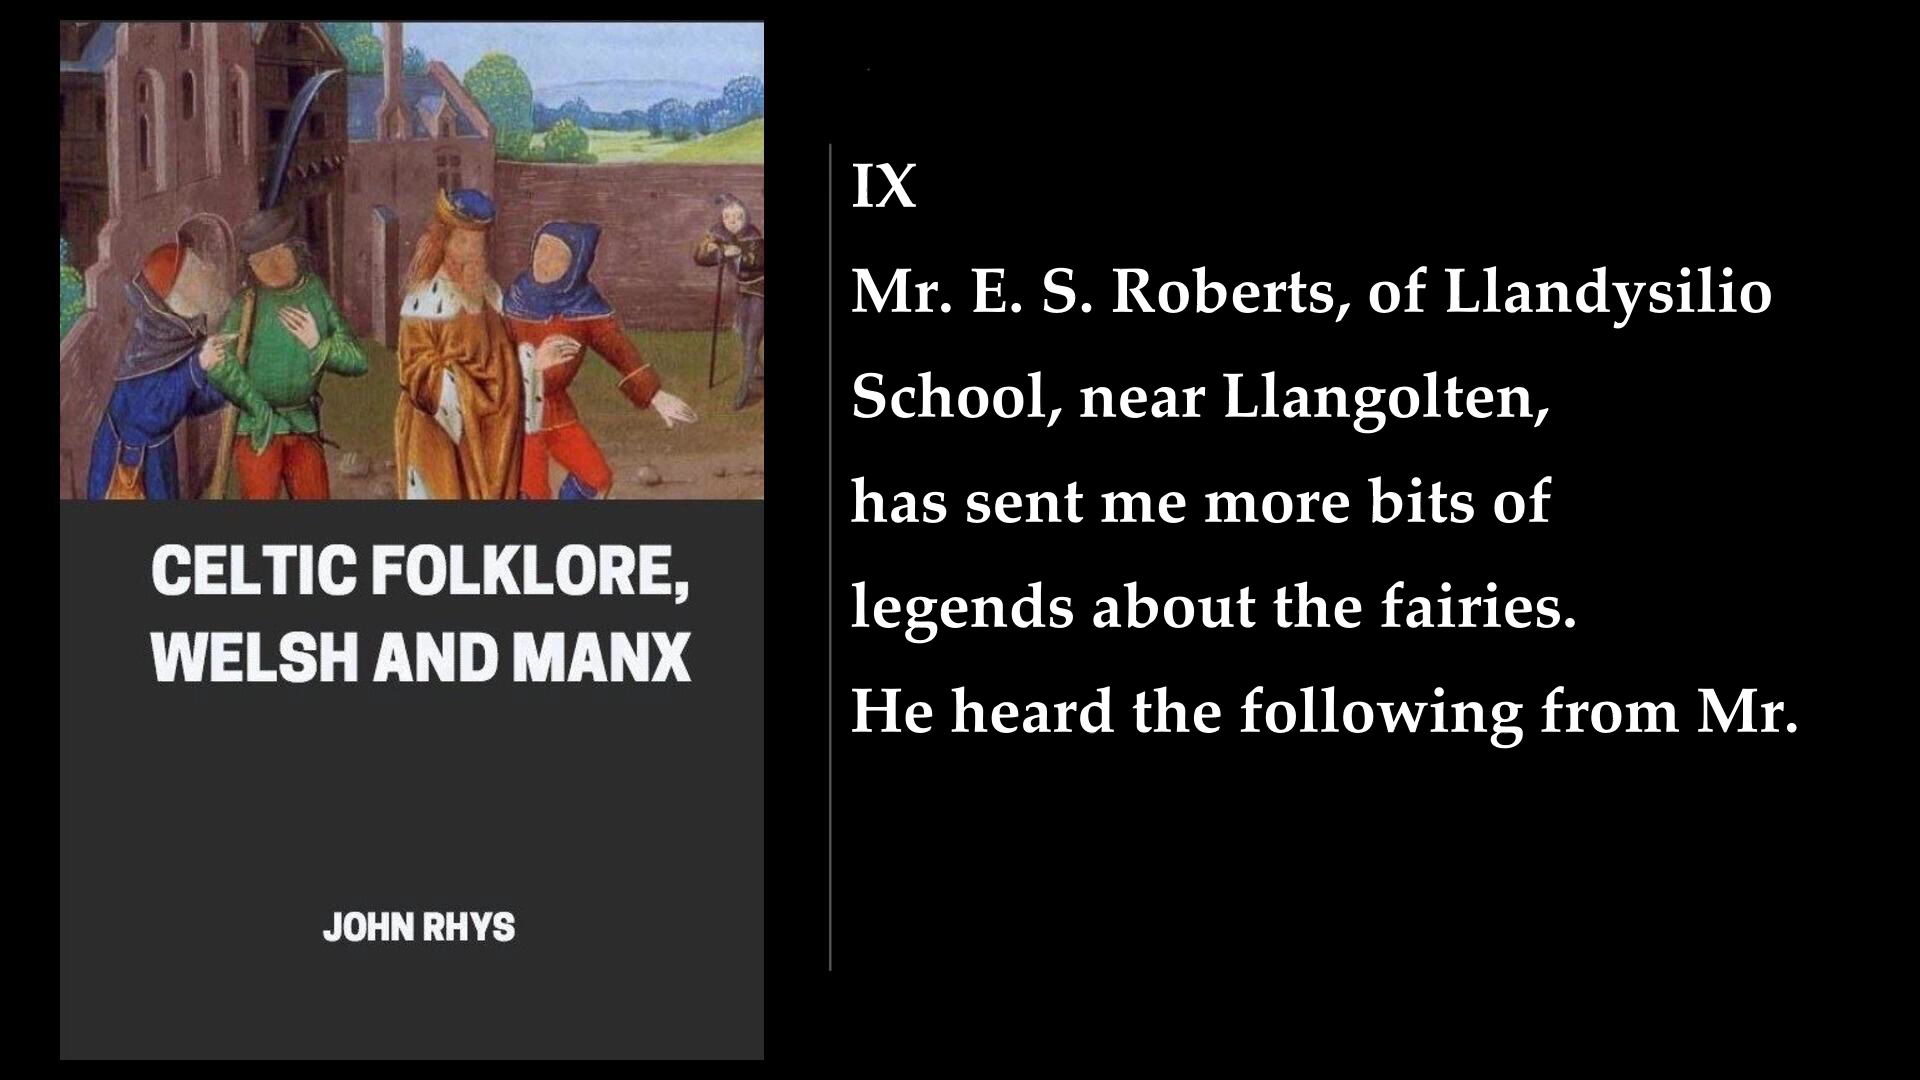 CELTIC FOLKLORE,
WELSH AND MANX
JOHN RHYS
IX
Mr. E. S. Roberts, of Llandysilio
School, near Llangolten,
has sent me more bits of
legends about the fairies.
He heard the following from Mr.